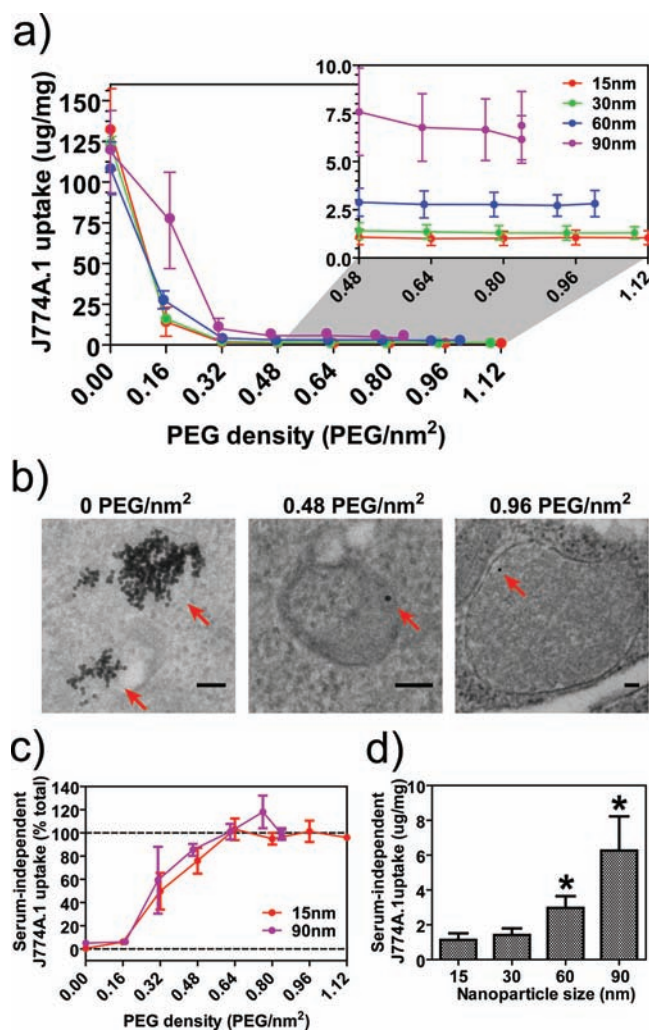 a)
J774A.1 uptake (ug/mg)
150
125
100
75
50
25
0
0.00 0.16 0.32 0.48 0.64 0.80 0.96 1.12
PEG density (PEG/nm²)
10.0
7.5
5.0
2.5
0.0
0.48 0.64 0.80 0.96 1.12
15nm
30nm
60nm
90nm
b)
0 PEG/nm² 0.48 PEG/nm² 0.96 PEG/nm²
c)
Serum-independent
J774A.1 uptake (% total)
140
120
100
80
60
40
20
0
15nm
90nm
0.00 0.16 0.32 0.48 0.64 0.80 0.96 1.12
PEG density (PEG/nm²)
d)
Serum-independent
J774A.1uptake (ug/mg)
8
6
4
2
0
* *
15 30 60 90
Nanoparticle size (nm)